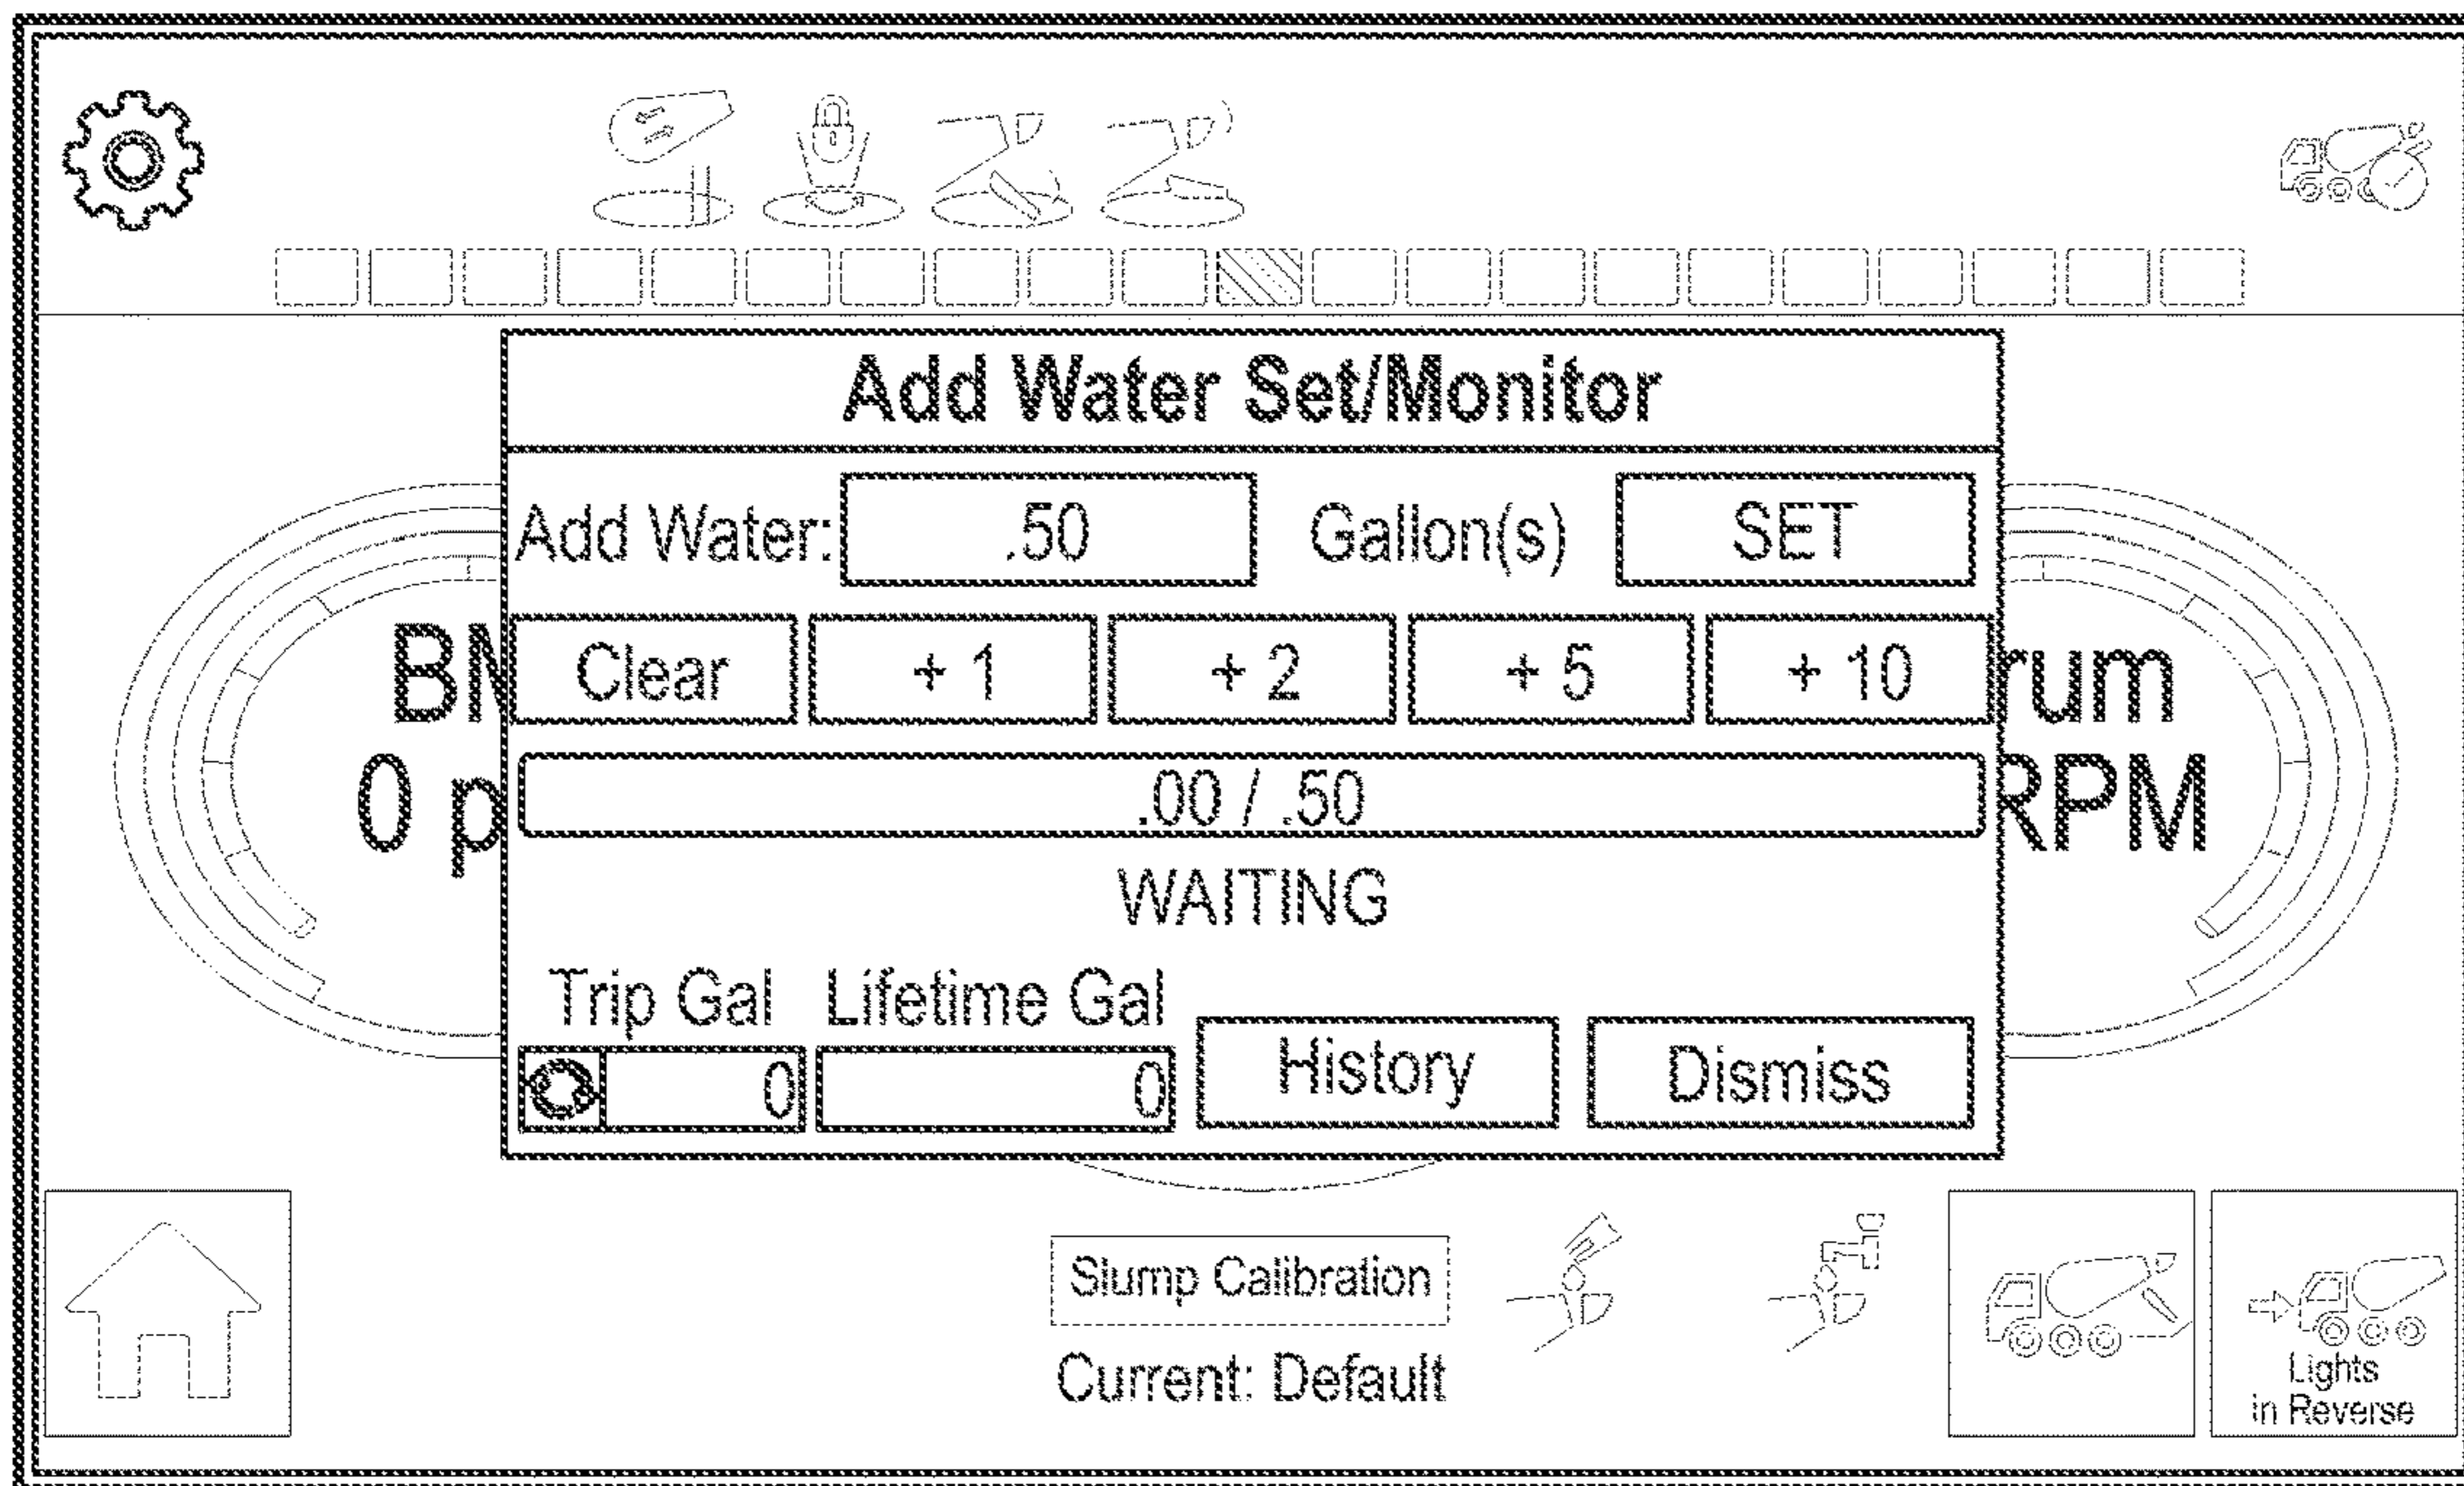 Add Water Set/Monitor
Add Water: .50 Gallon(s) SET
Clear + 1 + 2 + 5 + 10
rum
0 p .00 / .50 RPM
WAITING
Trip Gal Lifetime Gal
0 0 History Dismiss
Slump Calibration
Current: Default
Lights
in Reverse